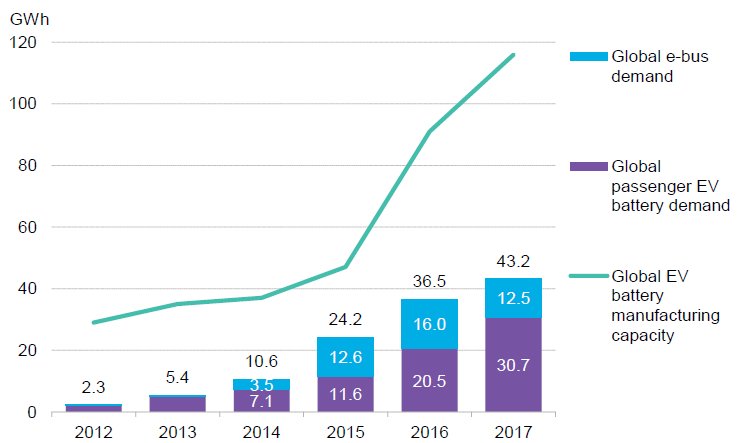 GWh
120
100
80
60
40
20
0
2.3
5.4
10.6
3.5
7.1
24.2
12.6
11.6
36.5
16.0
20.5
43.2
12.5
30.7
2012
2013
2014
2015
2016
2017
Global e-bus
demand
Global
passenger EV
battery demand
Global EV
battery
manufacturing
capacity